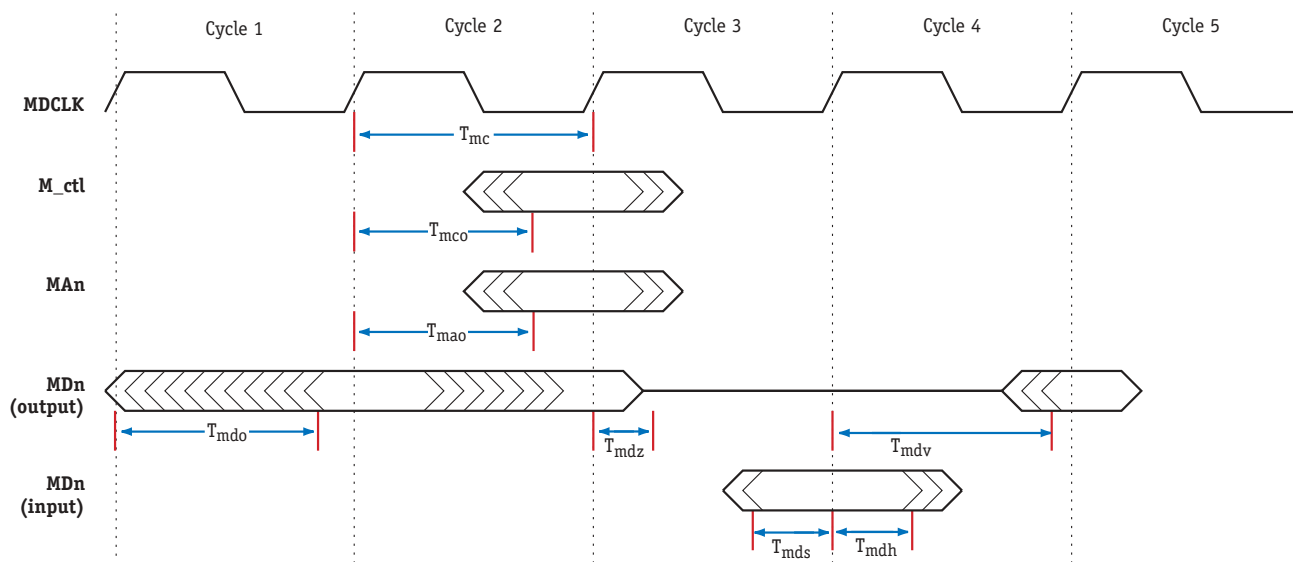 Cycle 1 Cycle 2 Cycle 3 Cycle 4 Cycle 5
MDCLK
Tmc
M_ctl
Tmco
MAn
Tmao
MDn
(output)
Tmdo Tmdz Tmdv
MDn
(input)
Tmds Tmdh